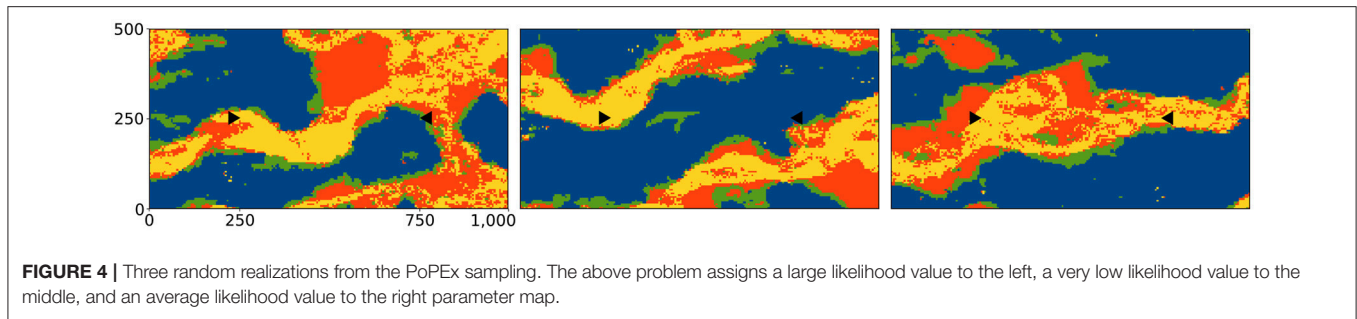 500
250
0
0 250 750 1,000
FIGURE 4 | Three random realizations from the PoPEx sampling. The above problem assigns a large likelihood value to the left, a very low likelihood value to the
middle, and an average likelihood value to the right parameter map.